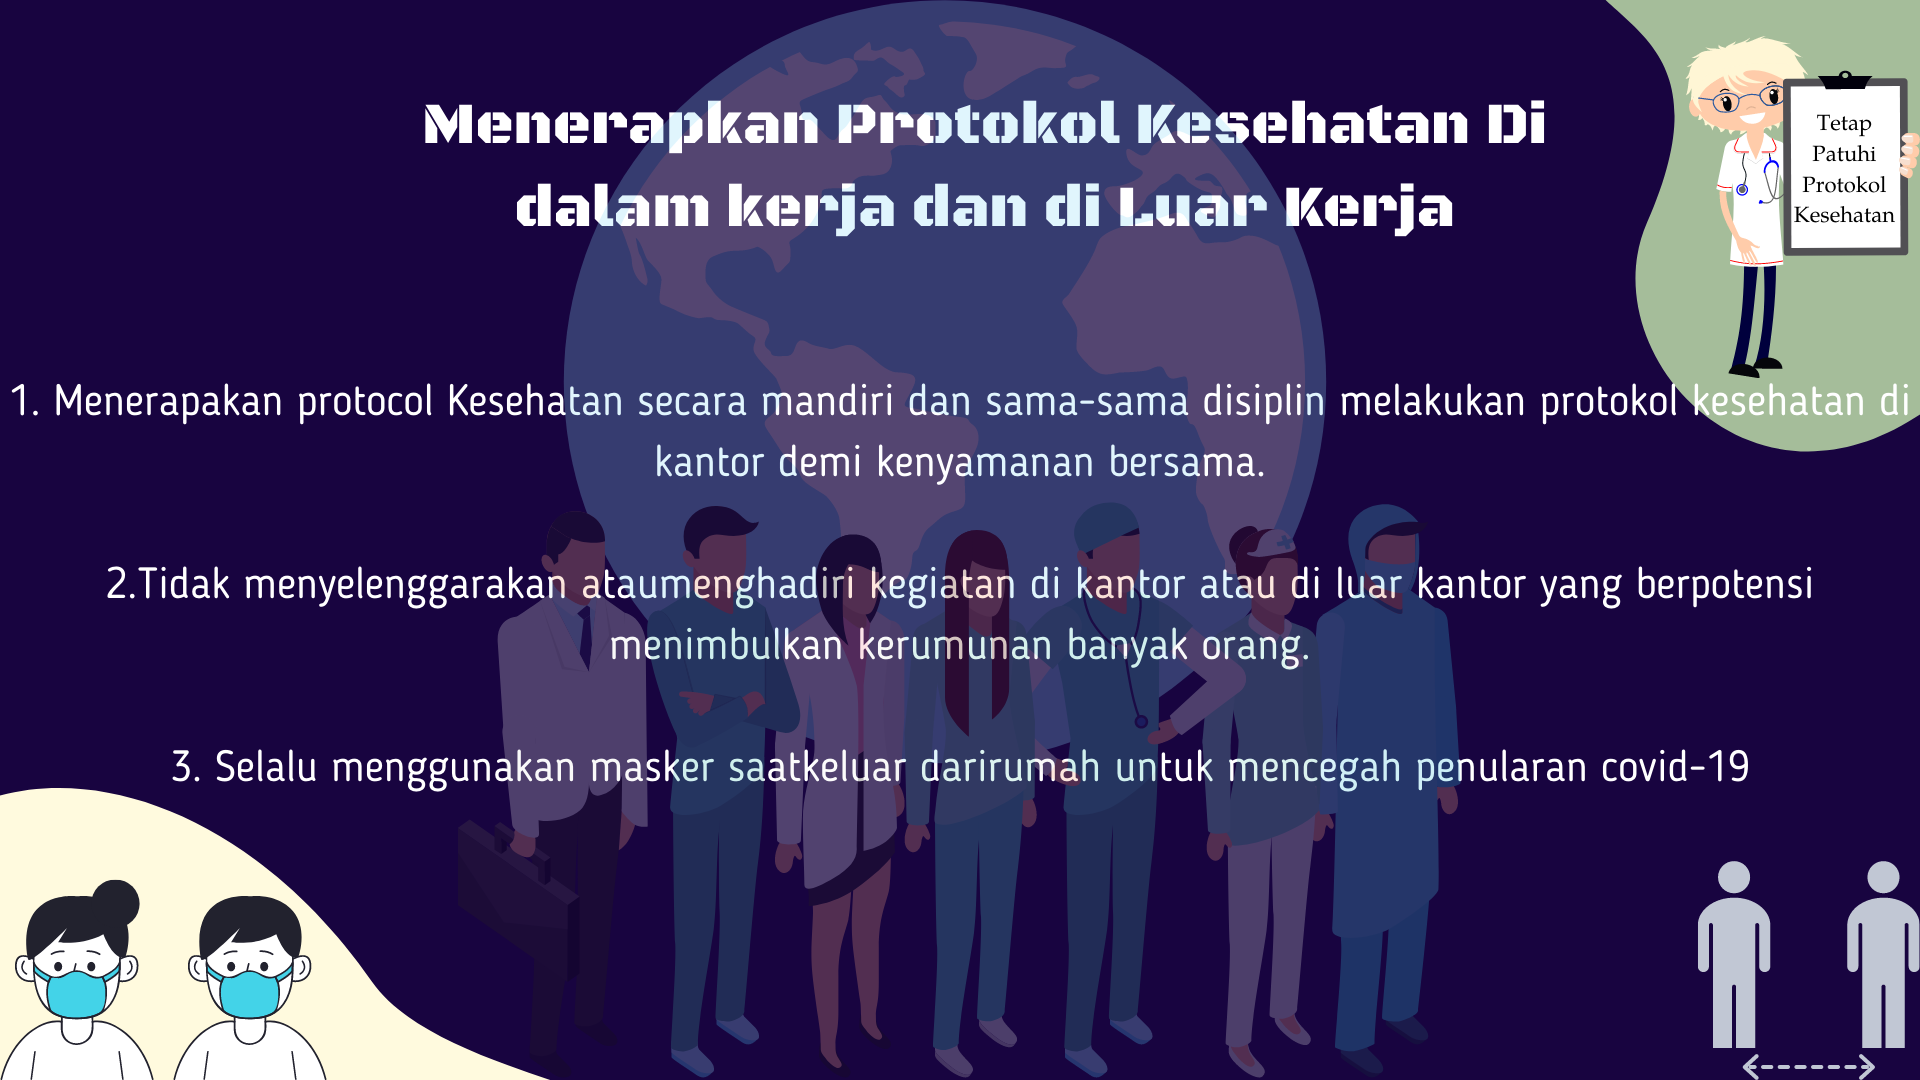 Menerapkan Protokol Kesehatan Di
dalam kerja dan di Luar Kerja
Tetap
Patuhi
Protokol
Kesehatan
1. Menerapakan protocol Kesehatan secara mandiri dan sama-sama disiplin melakukan protokol kesehatan di
kantor demi kenyamanan bersama.
2.Tidak menyelenggarakan ataumenghadiri kegiatan di kantor atau di luar kantor yang berpotensi
menimbulkan kerumunan banyak orang.
3. Selalu menggunakan masker saatkeluar darirumah untuk mencegah penularan covid-19